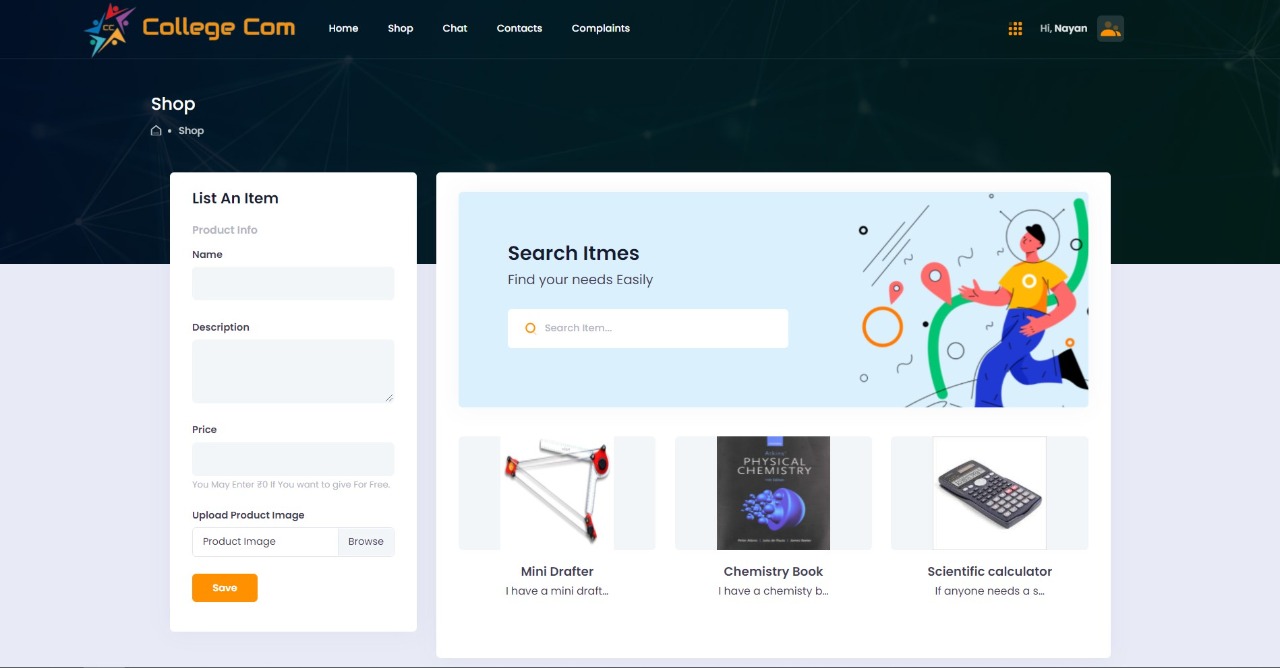 CC
College Com
Home
Shop
Chat
Contacts
Complaints
Hi, Nayan
Shop
• Shop
List An Item
Product Info
Name
Description
Price
You May Enter ₹0 If You want to give For Free.
Upload Product Image
Product Image
Browse
Save
Search Itmes
Find your needs Easily
Search Item...
PHYSICAL
CHEMISTRY
Mini Drafter
I have a mini draft...
Chemistry Book
I have a chemisty b...
Scientific calculator
If anyone needs a s...